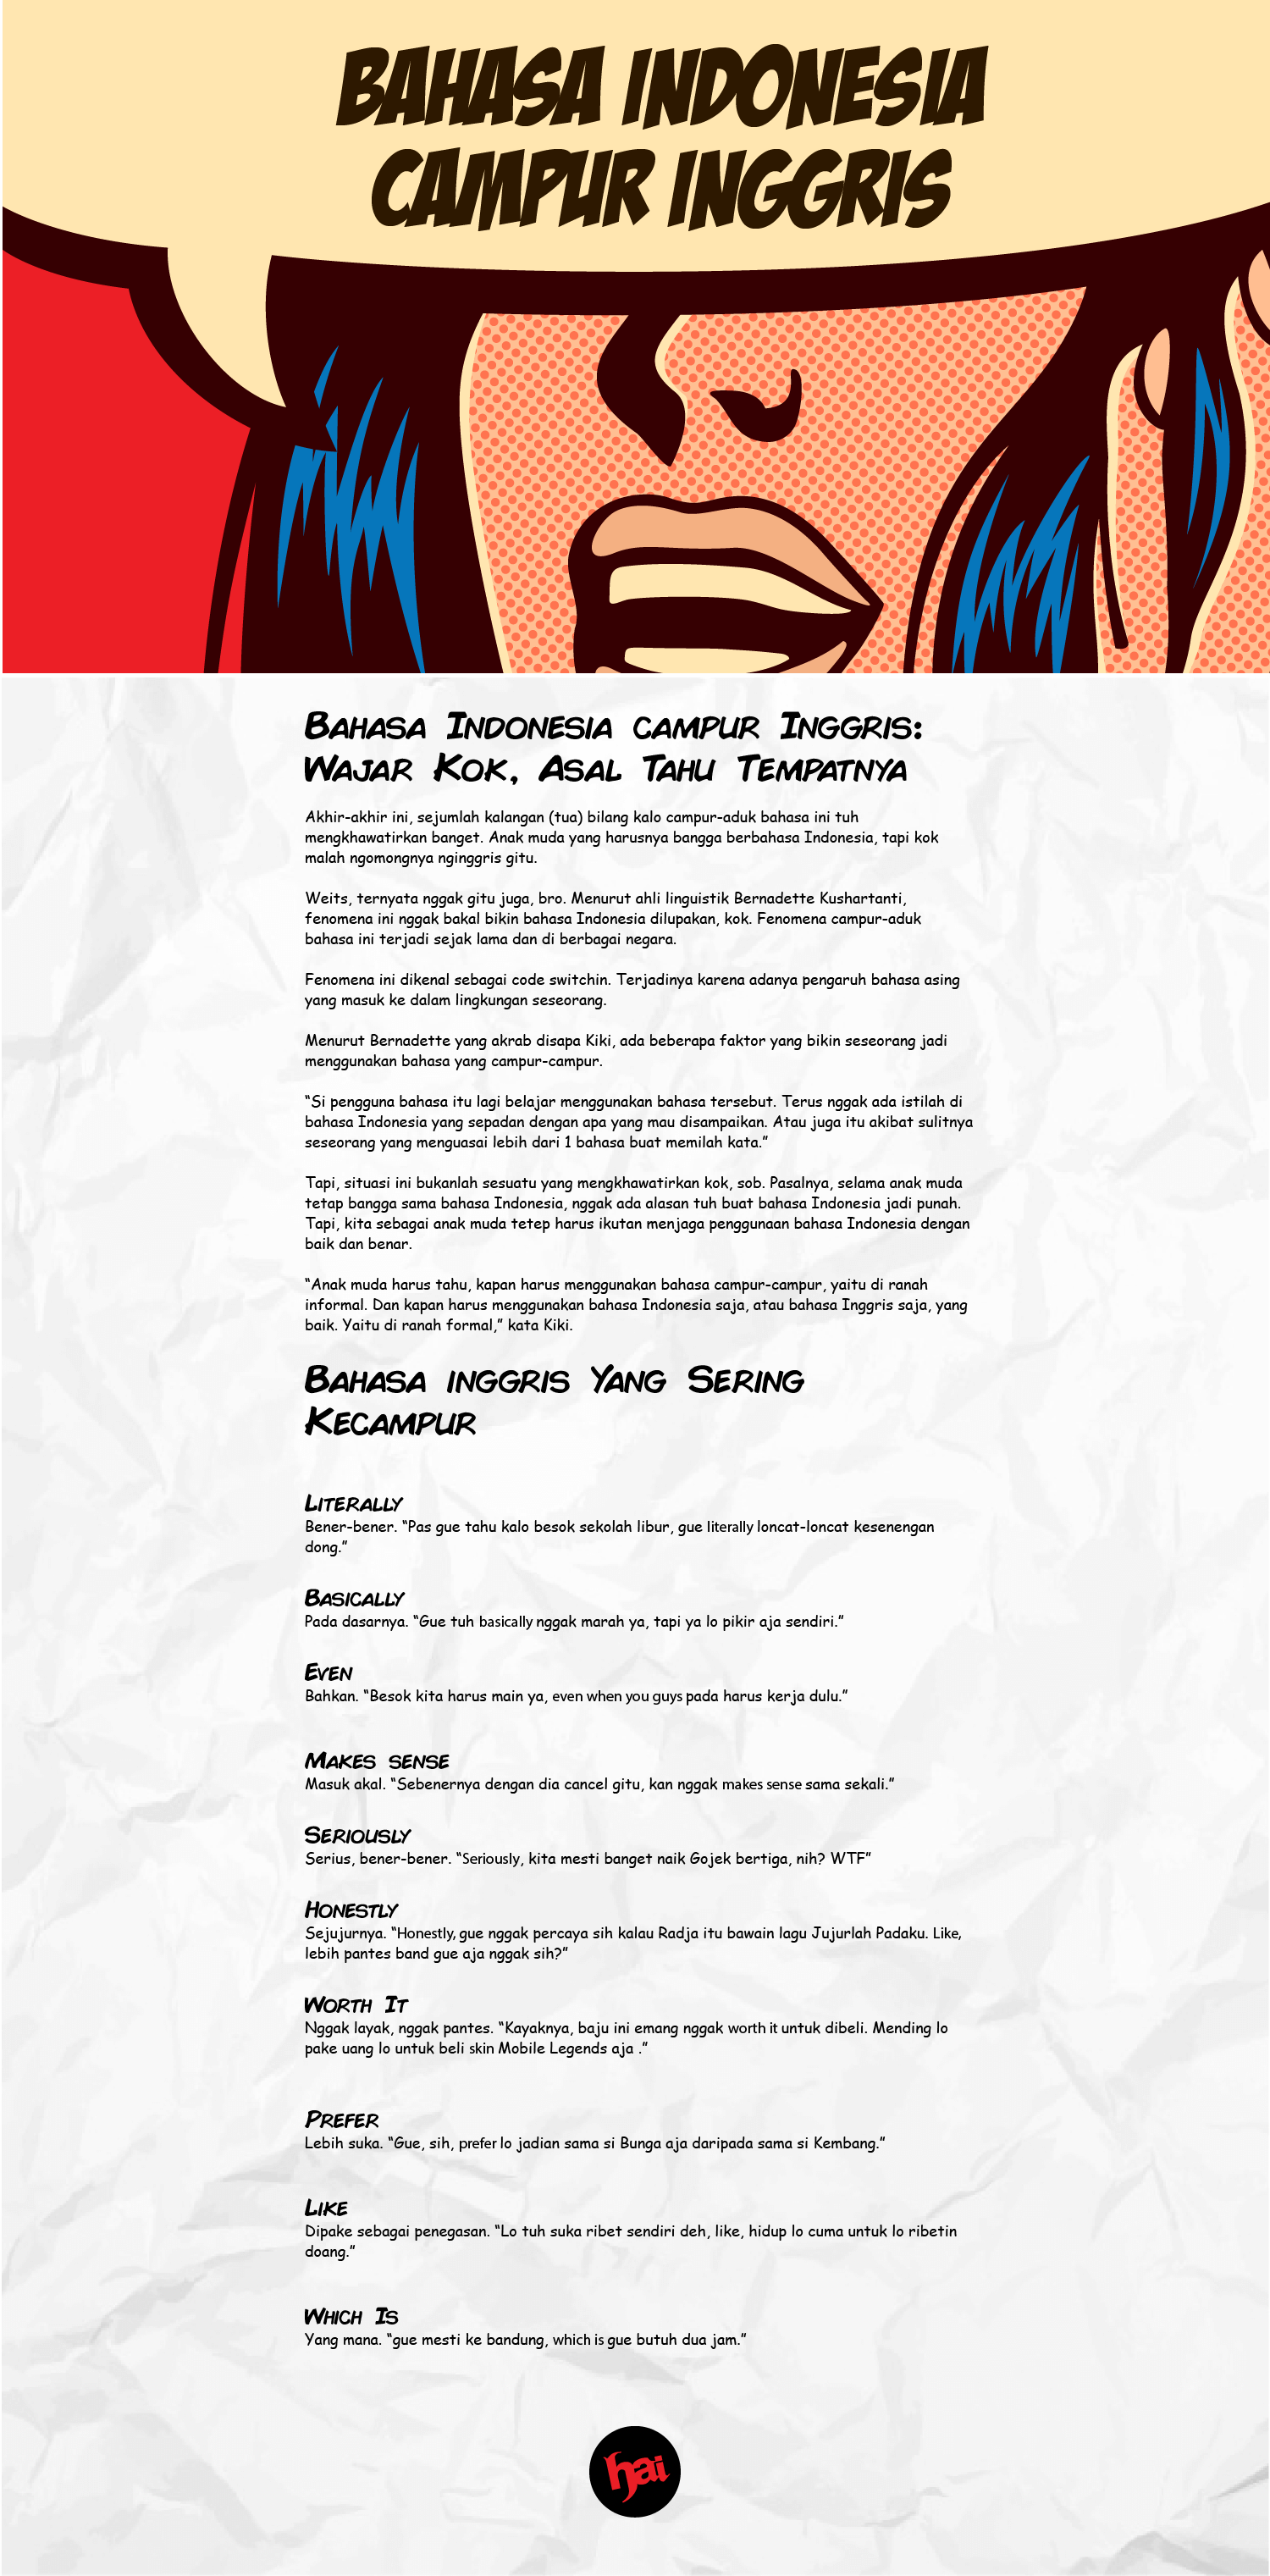 BAHASA INDONESIA
CAMPUR INGGRIS
Bahasa Indonesia campur Inggris:
Wajar Kok, Asal Tahu Tempatnya
Akhir-akhir ini, sejumlah kalangan (tua) bilang kalo campur-aduk bahasa ini tuh
mengkhawatirkan banget. Anak muda yang harusnya bangga berbahasa Indonesia, tapi kok
malah ngomongnya nginggris gitu.
Weits, ternyata nggak gitu juga, bro. Menurut ahli linguistik Bernadette Kushartanti,
fenomena ini nggak bakal bikin bahasa Indonesia dilupakan, kok. Fenomena campur-aduk
bahasa ini terjadi sejak lama dan di berbagai negara.
Fenomena ini dikenal sebagai code switchin. Terjadinya karena adanya pengaruh bahasa asing
yang masuk ke dalam lingkungan seseorang.
Menurut Bernadette yang akrab disapa Kiki, ada beberapa faktor yang bikin seseorang jadi
menggunakan bahasa yang campur-campur.
“Si pengguna bahasa itu lagi belajar menggunakan bahasa tersebut. Terus nggak ada istilah di
bahasa Indonesia yang sepadan dengan apa yang mau disampaikan. Atau juga itu akibat sulitnya
seseorang yang menguasai lebih dari 1 bahasa buat memilah kata.”
Tapi, situasi ini bukanlah sesuatu yang mengkhawatirkan kok, sob. Pasalnya, selama anak muda
tetap bangga sama bahasa Indonesia, nggak ada alasan tuh buat bahasa Indonesia jadi punah.
Tapi, kita sebagai anak muda tetep harus ikutan menjaga penggunaan bahasa Indonesia dengan
baik dan benar.
“Anak muda harus tahu, kapan harus menggunakan bahasa campur-campur, yaitu di ranah
informal. Dan kapan harus menggunakan bahasa Indonesia saja, atau bahasa Inggris saja, yang
baik. Yaitu di ranah formal,” kata Kiki.
Bahasa inggris Yang Sering
Kecampur
Literally
Bener-bener. “Pas gue tahu kalo besok sekolah libur, gue literally loncat-loncat kesenengan
dong.”
Basically
Pada dasarnya. “Gue tuh basically nggak marah ya, tapi ya lo pikir aja sendiri.”
Even
Bahkan. “Besok kita harus main ya, even when you guys pada harus kerja dulu.”
Makes sense
Masuk akal. “Sebenernya dengan dia cancel gitu, kan nggak makes sense sama sekali.”
Seriously
Serius, bener-bener. “Seriously, kita mesti banget naik Gojek bertiga, nih? WTF”
Honestly
Sejujurnya. “Honestly, gue nggak percaya sih kalau Radja itu bawain lagu Jujurlah Padaku. Like,
lebih pantes band gue aja nggak sih?”
Worth It
Nggak layak, nggak pantes. “Kayaknya, baju ini emang nggak worth it untuk dibeli. Mending lo
pake uang lo untuk beli skin Mobile Legends aja .”
Prefer
Lebih suka. “Gue, sih, prefer lo jadian sama si Bunga aja daripada sama si Kembang.”
Like
Dipake sebagai penegasan. “Lo tuh suka ribet sendiri deh, like, hidup lo cuma untuk lo ribetin
doang.”
Which Is
Yang mana. “gue mesti ke bandung, which is gue butuh dua jam.”
hai